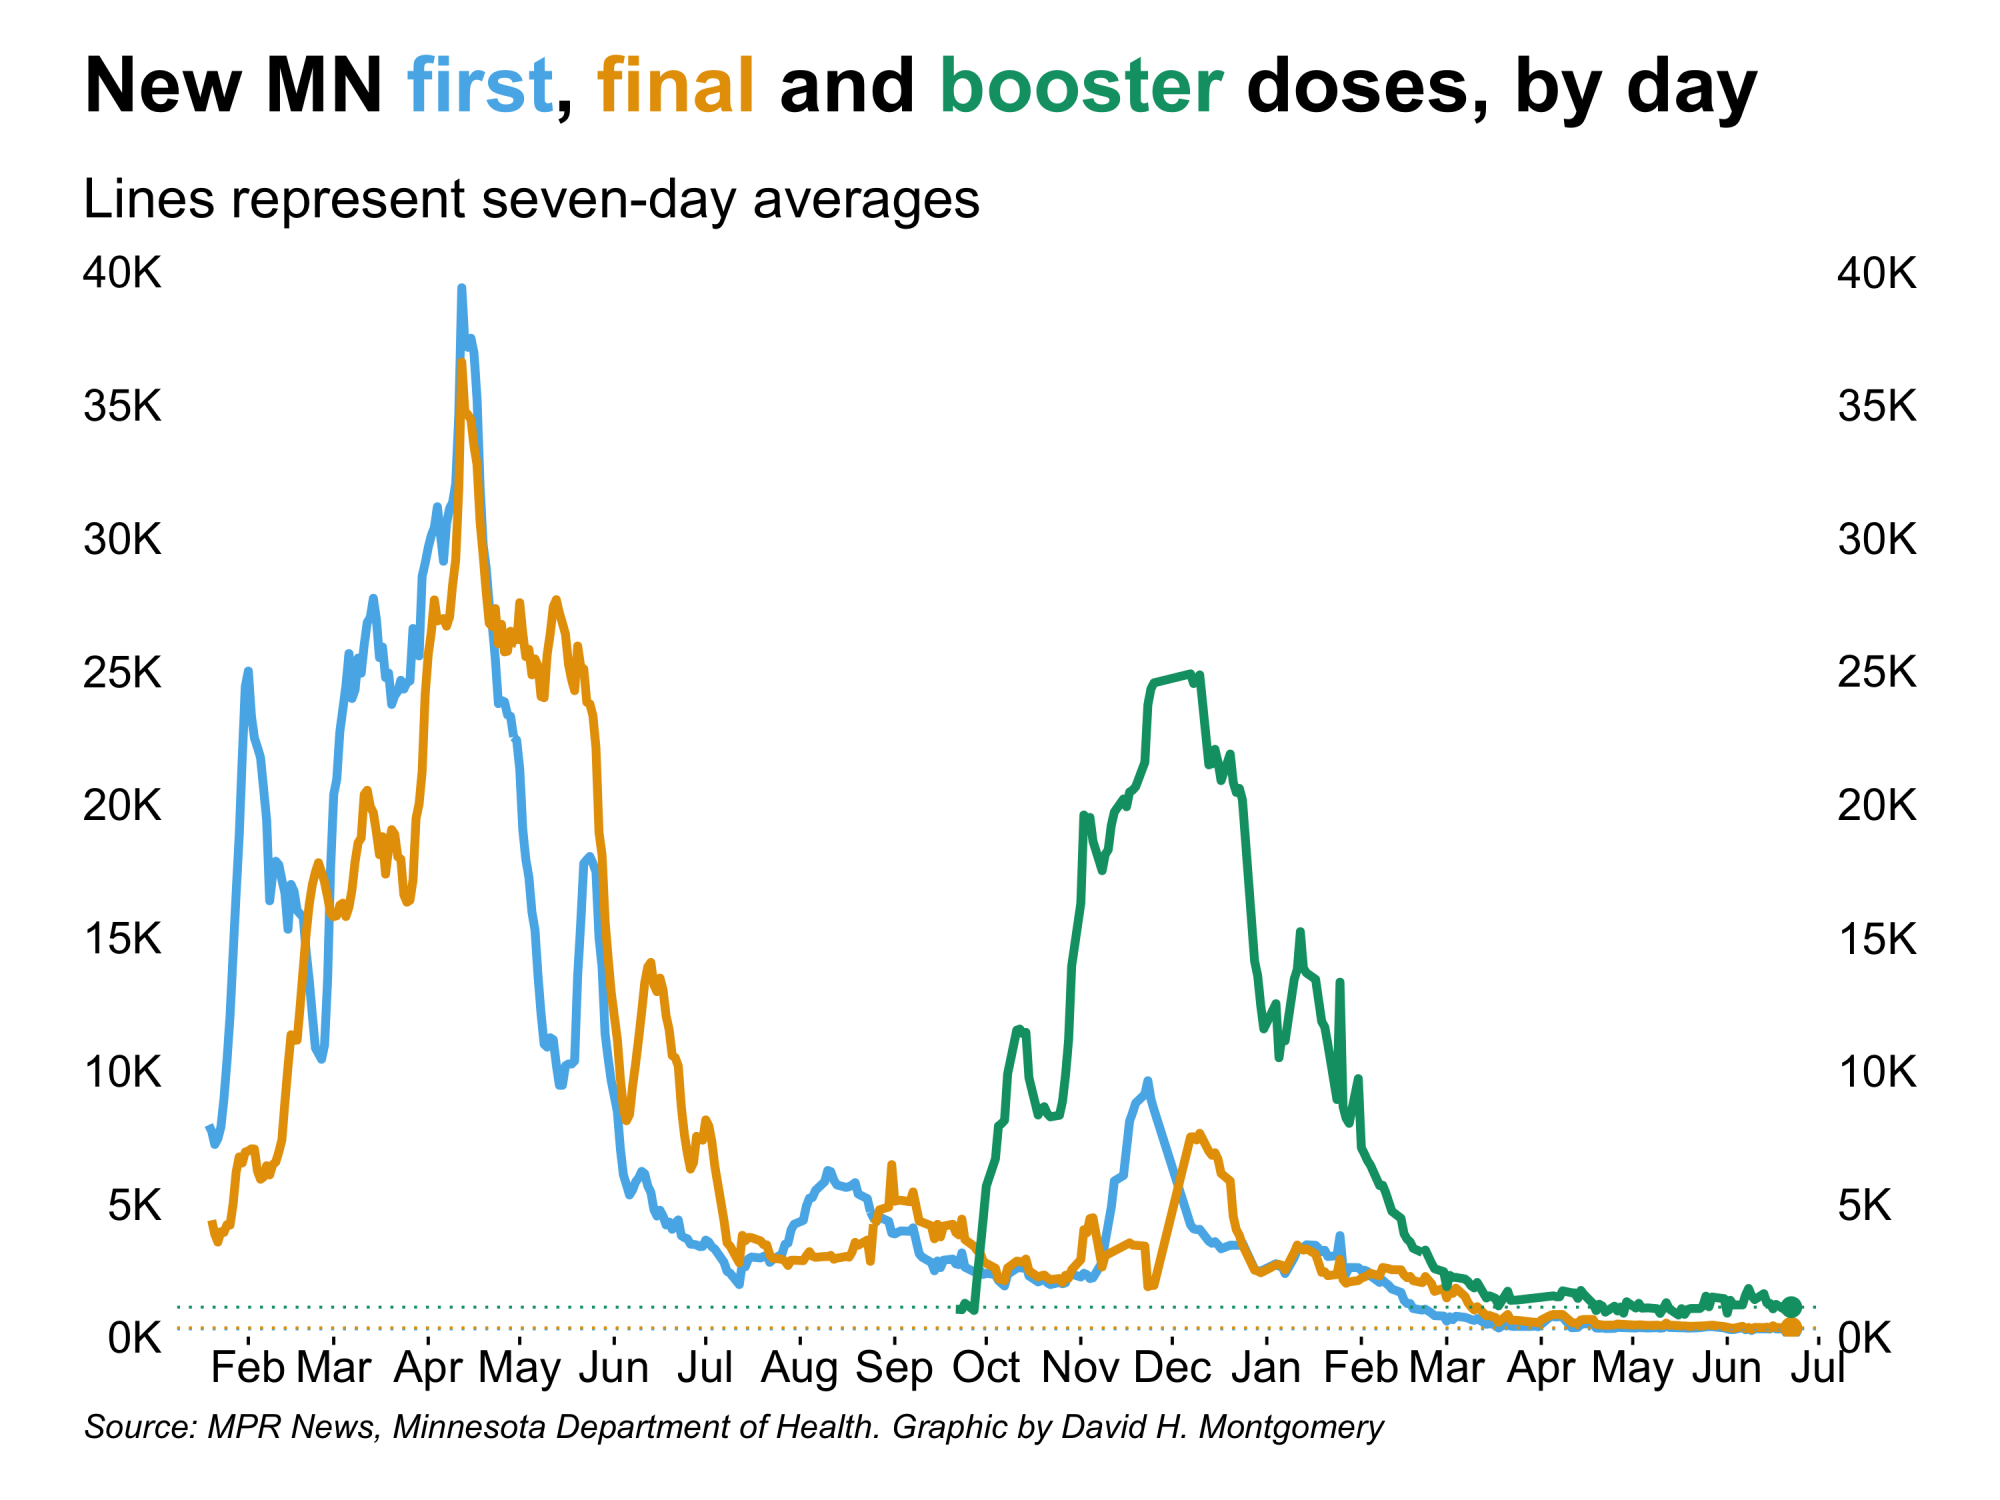 New MN first, final and booster doses, by day
Lines represent seven-day averages
40K 40K
35K 35K
30K 30K
25K 25K
20K 20K
15K 15K
10K 10K
5K 5K
0K 0K
Feb Mar Apr May Jun Jul Aug Sep Oct Nov Dec Jan Feb Mar Apr May Jun Jul
Source: MPR News, Minnesota Department of Health. Graphic by David H. Montgomery